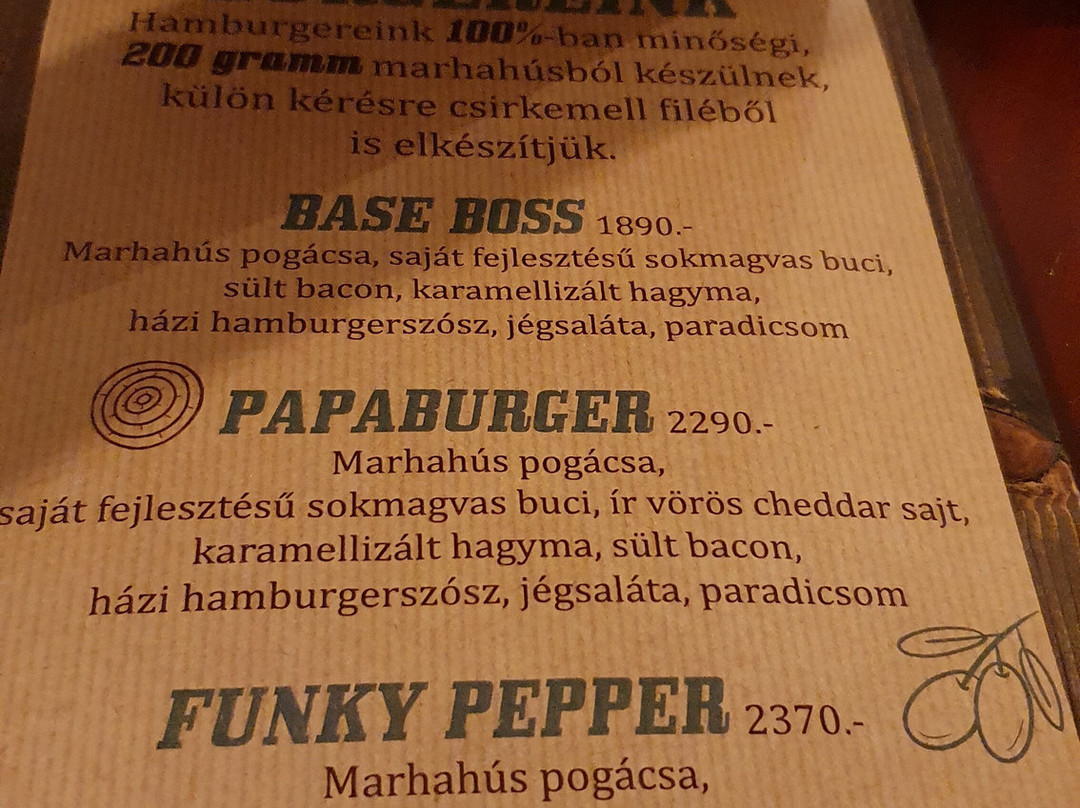 Hamburgereink 100%-ban minőségi,
200 gramm marhahúsból készülnek,
külön kérésre csirkemell filéből
is elkészítjük.
BASE BOSS 1890.-
Marhahús pogácsa, saját fejlesztésű sokmagvas buci,
sült bacon, karamellizált hagyma,
házi hamburgerszósz, jégsaláta, paradicsom
PAPABURGER 2290.-
Marhahús pogácsa,
saját fejlesztésű sokmagvas buci, ír vörös cheddar sajt,
karamellizált hagyma, sült bacon,
házi hamburgerszósz, jégsaláta, paradicsom
FUNKY PEPPER 2370.-
Marhahús pogácsa,